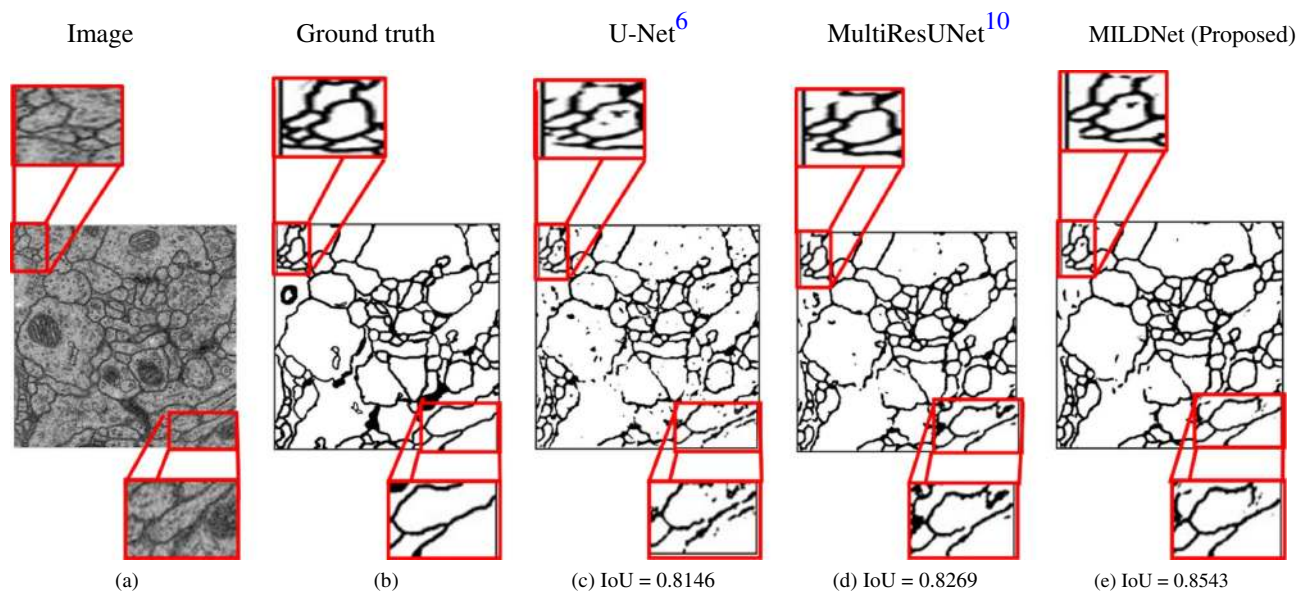 Image Ground truth U-Net6 MultiResUNet10 MILDNet (Proposed)
(a) (b) (c) IoU = 0.8146 (d) IoU = 0.8269 (e) IoU = 0.8543